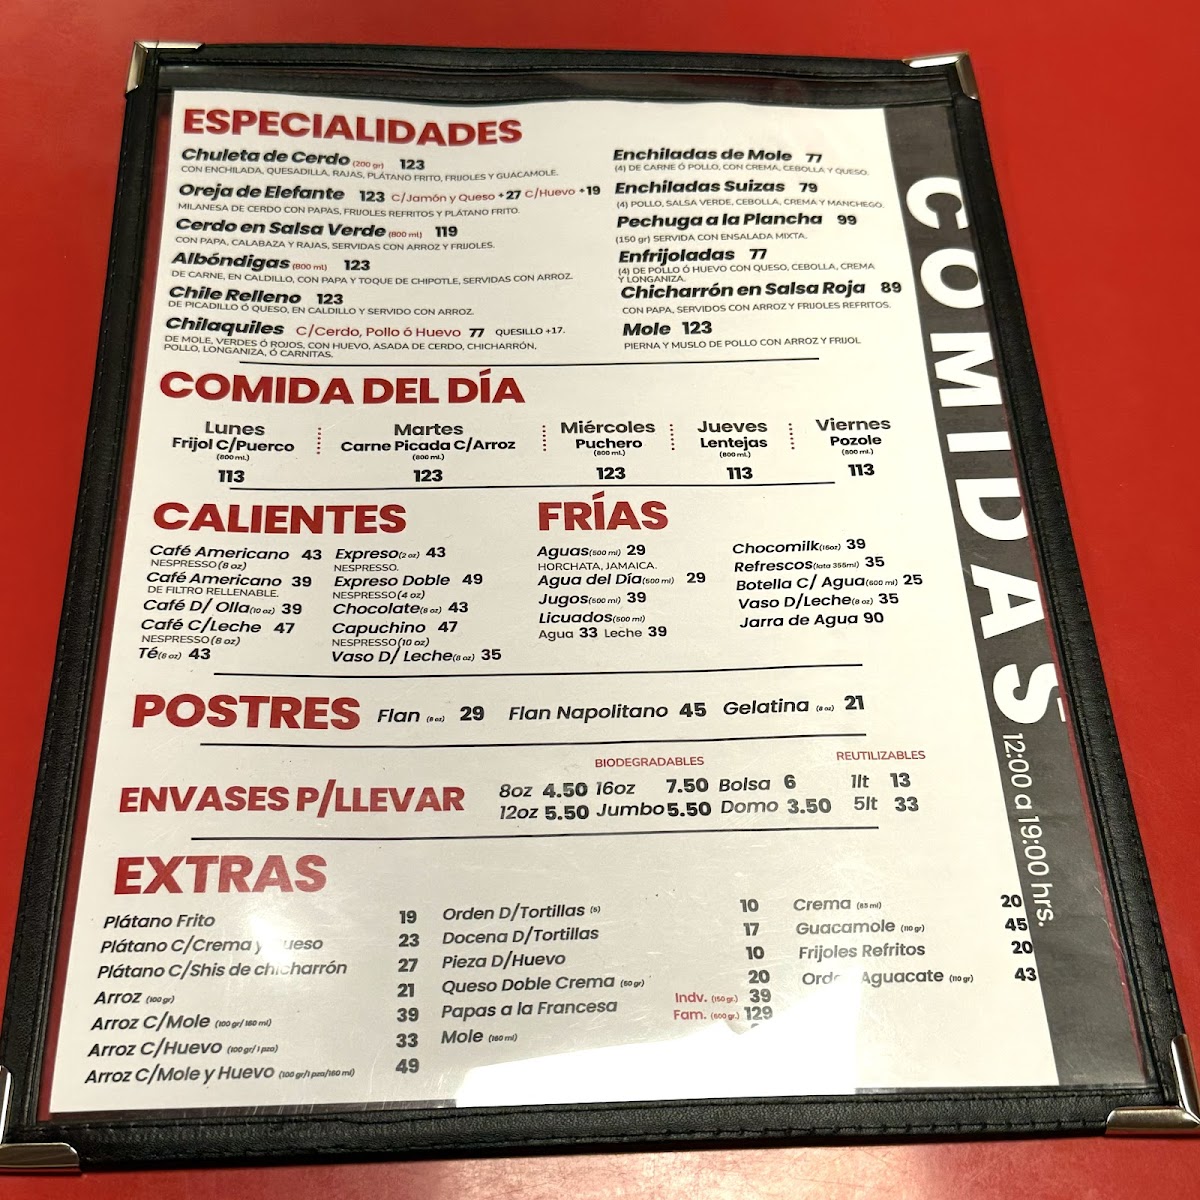 ESPECIALIDADES
Chuleta de Cerdo (200 gr) 123
CON ENCHILADA, QUESADILLA, RAJAS, PLÁTANO FRITO, FRIJOLES Y GUACAMOLE.
Oreja de Elefante 123 C/Jamón y Queso +27 C/Huevo +19
MILANESA DE CERDO CON PAPAS, FRIJOLES REFRITOS Y PLÁTANO FRITO.
Cerdo en Salsa Verde (800 ml) 119
CON PAPA, CALABAZA Y RAJAS, SERVIDAS CON ARROZ Y FRIJOLES.
Albóndigas (800 ml) 123
DE CARNE, EN CALDILLO, CON PAPA Y TOQUE DE CHIPOTLE, SERVIDAS CON ARROZ.
Chile Relleno 123
DE PICADILLO Ó QUESO, EN CALDILLO Y SERVIDO CON ARROZ.
Chilaquiles C/Cerdo, Pollo ó Huevo 77 QUESILLO +17.
DE MOLE, VERDES Ó ROJOS, CON HUEVO, ASADA DE CERDO, CHICHARRÓN,
POLLO, LONGANIZA, Ó CARNITAS.
Enchiladas de Mole 77
(4) DE CARNE Ó POLLO, CON CREMA, CEBOLLA Y QUESO.
Enchiladas Suizas 79
(4) POLLO, SALSA VERDE, CEBOLLA, CREMA Y MANCHEGO.
Pechuga a la Plancha 99
(150 gr) SERVIDA CON ENSALADA MIXTA.
Enfrijoladas 77
(4) DE POLLO Ó HUEVO CON QUESO, CEBOLLA, CREMA
Y LONGANIZA.
Chicharrón en Salsa Roja 89
CON PAPA, SERVIDOS CON ARROZ Y FRIJOLES REFRITOS.
Mole 123
PIERNA Y MUSLO DE POLLO CON ARROZ Y FRIJOL
COMIDA DEL DÍA
Lunes
Frijol C/Puerco
(800 ml.)
113
Martes
Carne Picada C/Arroz
(800 ml.)
123
Miércoles
Puchero
(800 ml.)
123
Jueves
Lentejas
(800 ml.)
113
Viernes
Pozole
(800 ml.)
113
CALIENTES
Café Americano 43
NESPRESSO (8 oz)
Café Americano 39
DE FILTRO RELLENABLE.
Café D/ Olla (10 oz) 39
Café C/Leche 47
NESPRESSO (8 oz)
Té (8 oz) 43
Expreso (2 oz) 43
NESPRESSO.
Expreso Doble 49
NESPRESSO (4 oz)
Chocolate (8 oz) 43
Capuchino 47
NESPRESSO (10 oz)
Vaso D/ Leche (8 oz) 35
FRÍAS
Aguas (500 ml) 29
HORCHATA, JAMAICA.
Agua del Día (500 ml) 29
Jugos (500 ml) 39
Licuados (500 ml)
Agua 33 Leche 39
Chocomilk (16oz) 39
Refrescos (lata 355ml) 35
Botella C/ Agua (600 ml) 25
Vaso D/Leche (8 oz) 35
Jarra de Agua 90
POSTRES
Flan (8 oz) 29 Flan Napolitano 45 Gelatina (8 oz) 21
ENVASES P/LLEVAR
BIODEGRADABLES
8oz 4.50 16oz 7.50 Bolsa 6
12oz 5.50 Jumbo 5.50 Domo 3.50
REUTILIZABLES
1lt 13
5lt 33
EXTRAS
Plátano Frito 19
Plátano C/Crema y Queso 23
Plátano C/Shis de chicharrón 27
Arroz (100 gr) 21
Arroz C/Mole (100 gr/ 160 ml) 39
Arroz C/Huevo (100 gr/ 1 pza) 33
Arroz C/Mole y Huevo (100 gr/1 pza/160 ml) 49
Orden D/Tortillas (5) 10
Docena D/Tortillas 17
Pieza D/Huevo 10
Queso Doble Crema (50 gr) 20
Papas a la Francesa Indv. (150 gr.) 39
Fam. (600 gr.) 129
Mole (160 ml)
Crema (85 ml) 20
Guacamole (110 gr) 45
Frijoles Refritos 20
Aguacate (110 gr) 43
COMIDAS
12:00 a 19:00 hrs.